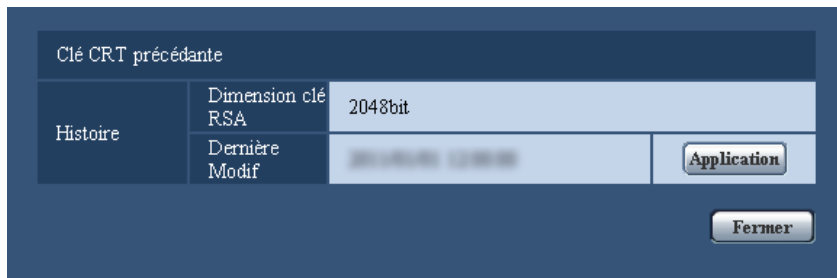 Clé CRT précédante
Histoire
Dimension clé
RSA
2048bit
Dernière
Modif
Application
Fermer